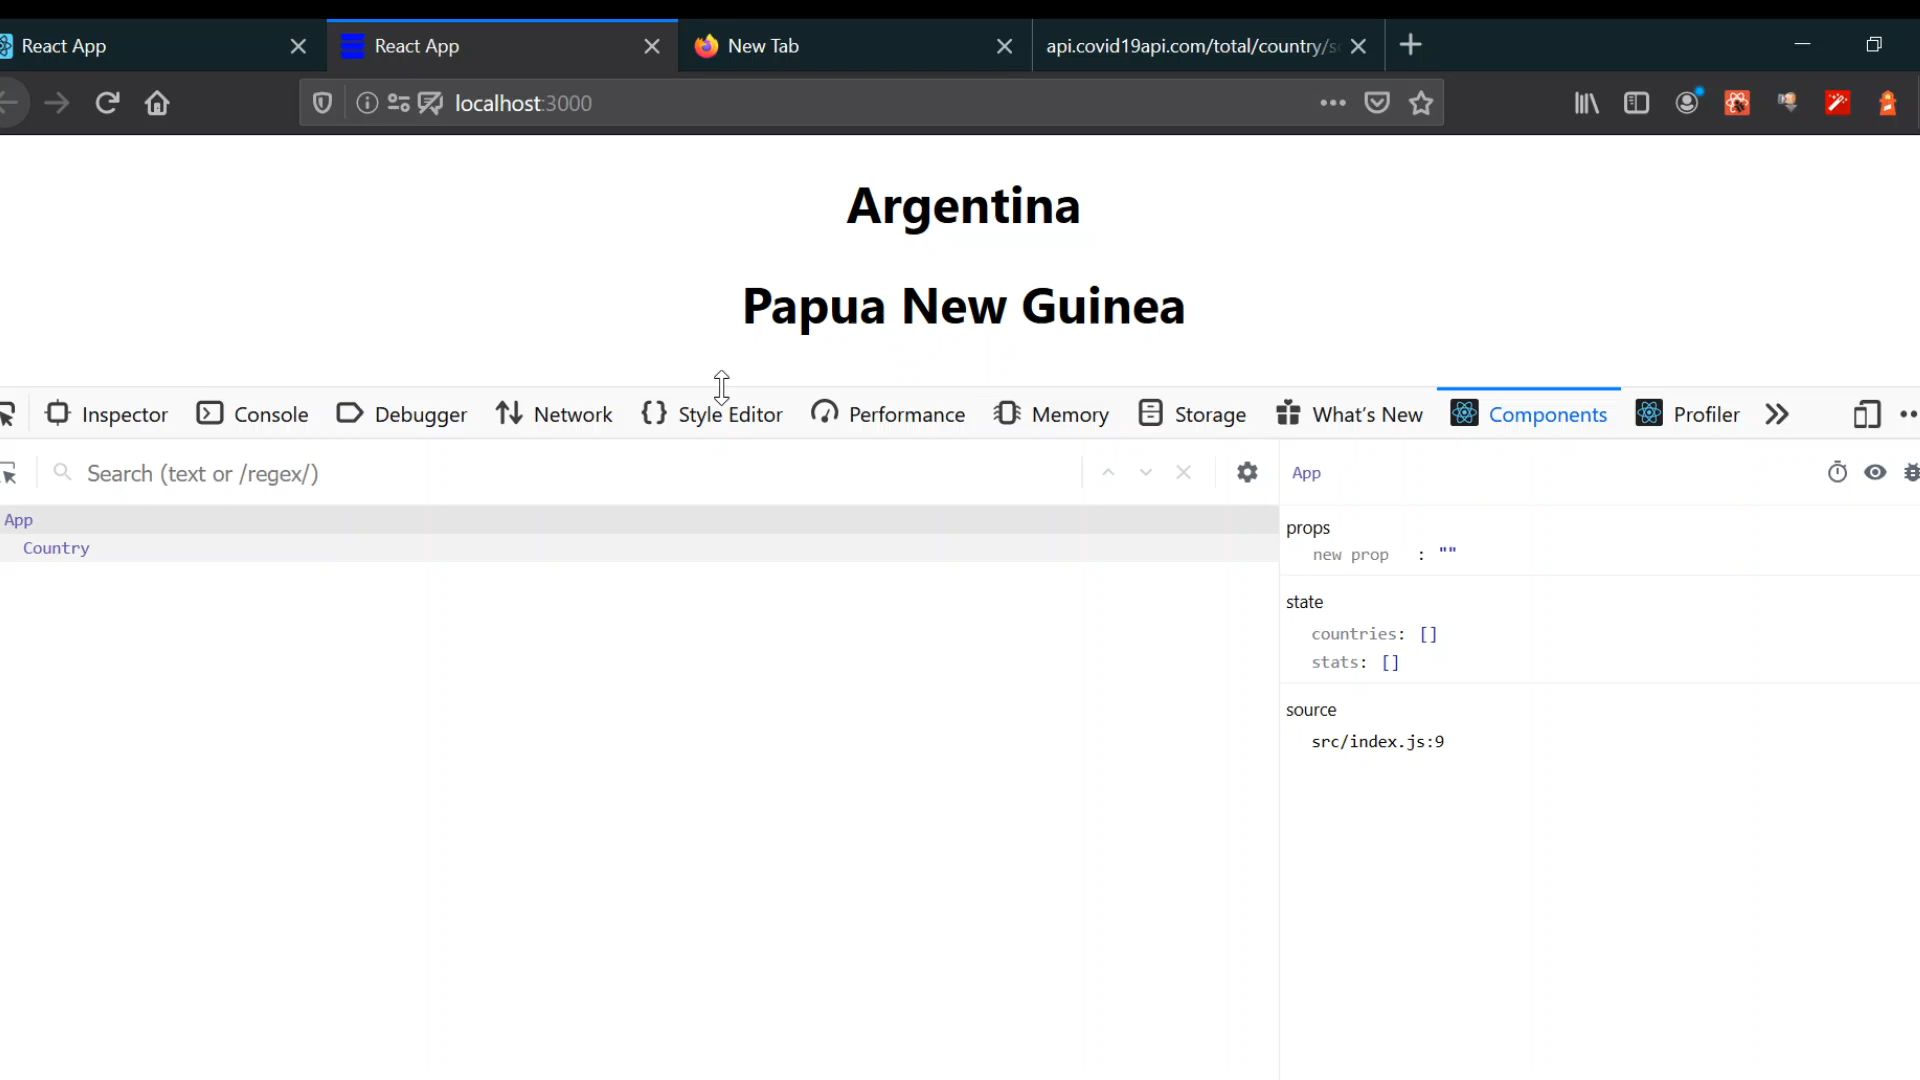 React App
React App
New Tab
api.covid19api.com/total/country/s
localhost:3000
Argentina
Papua New Guinea
Inspector Console Debugger Network Style Editor Performance Memory Storage What's New Components Profiler
Search (text or /regex/)
App
App
Country
props
new prop : ""
state
countries: []
stats: []
source
src/index.js:9